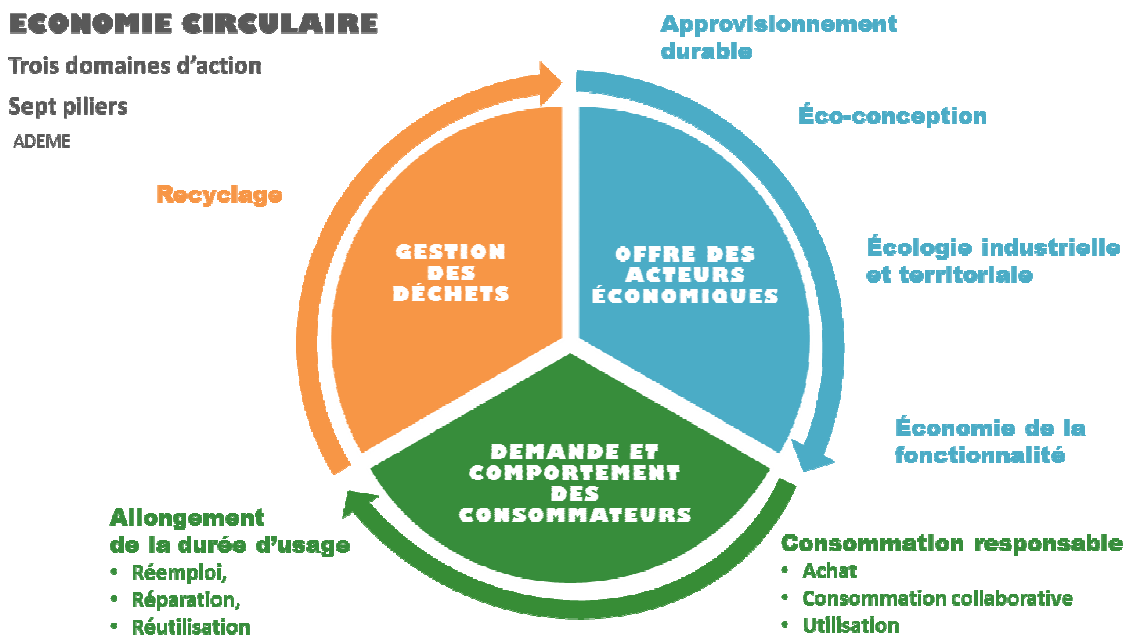 ECONOMIE CIRCULAIRE
Trois domaines d'action
Sept piliers
ADEME
Approvisionnement
durable
Éco-conception
Écologie industrielle
et territoriale
Économie de la
fonctionnalité
OFFRE DES
ACTEURS
ÉCONOMIQUES
Consommation responsable
• Achat
• Consommation collaborative
• Utilisation
DEMANDE ET
COMPORTEMENT
DES
CONSOMMATEURS
Allongement
de la durée d'usage
• Réemploi,
• Réparation,
• Réutilisation
Recyclage
GESTION
DES
DÉCHETS